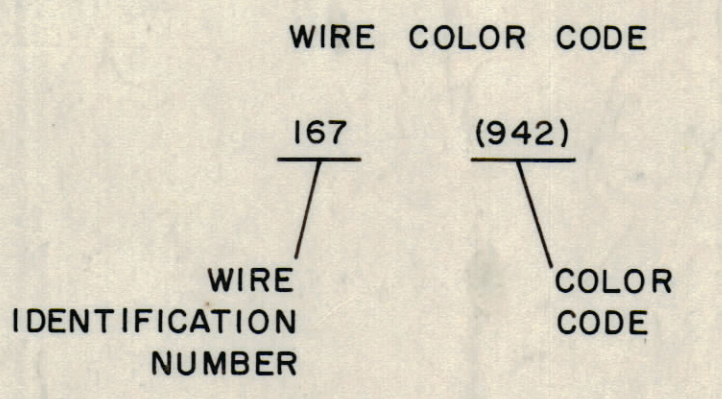 WIRE COLOR CODE
167 (942)
WIRE
IDENTIFICATION
NUMBER
COLOR
CODE